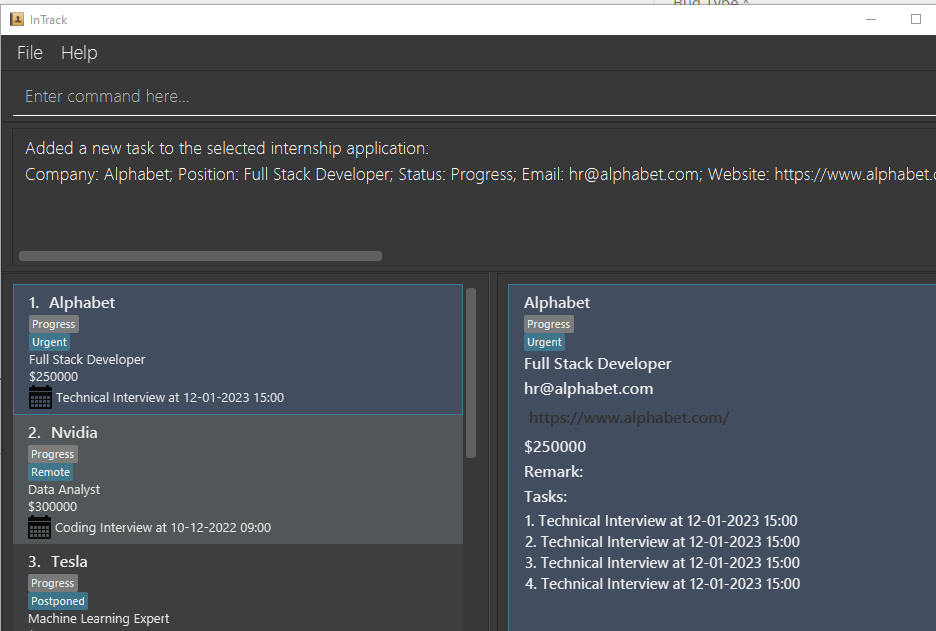 Bug Type *
InTrack
File Help
Enter command here...
Added a new task to the selected internship application:
Company: Alphabet; Position: Full Stack Developer; Status: Progress; Email: hr@alphabet.com; Website: https://www.alphabet.
1. Alphabet
Progress
Urgent
Full Stack Developer
$250000
Technical Interview at 12-01-2023 15:00
2. Nvidia
Progress
Remote
Data Analyst
$300000
Coding Interview at 10-12-2022 09:00
3. Tesla
Progress
Postponed
Machine Learning Expert
Alphabet
Progress
Urgent
Full Stack Developer
hr@alphabet.com
https://www.alphabet.com/
$250000
Remark:
Tasks:
1. Technical Interview at 12-01-2023 15:00
2. Technical Interview at 12-01-2023 15:00
3. Technical Interview at 12-01-2023 15:00
4. Technical Interview at 12-01-2023 15:00